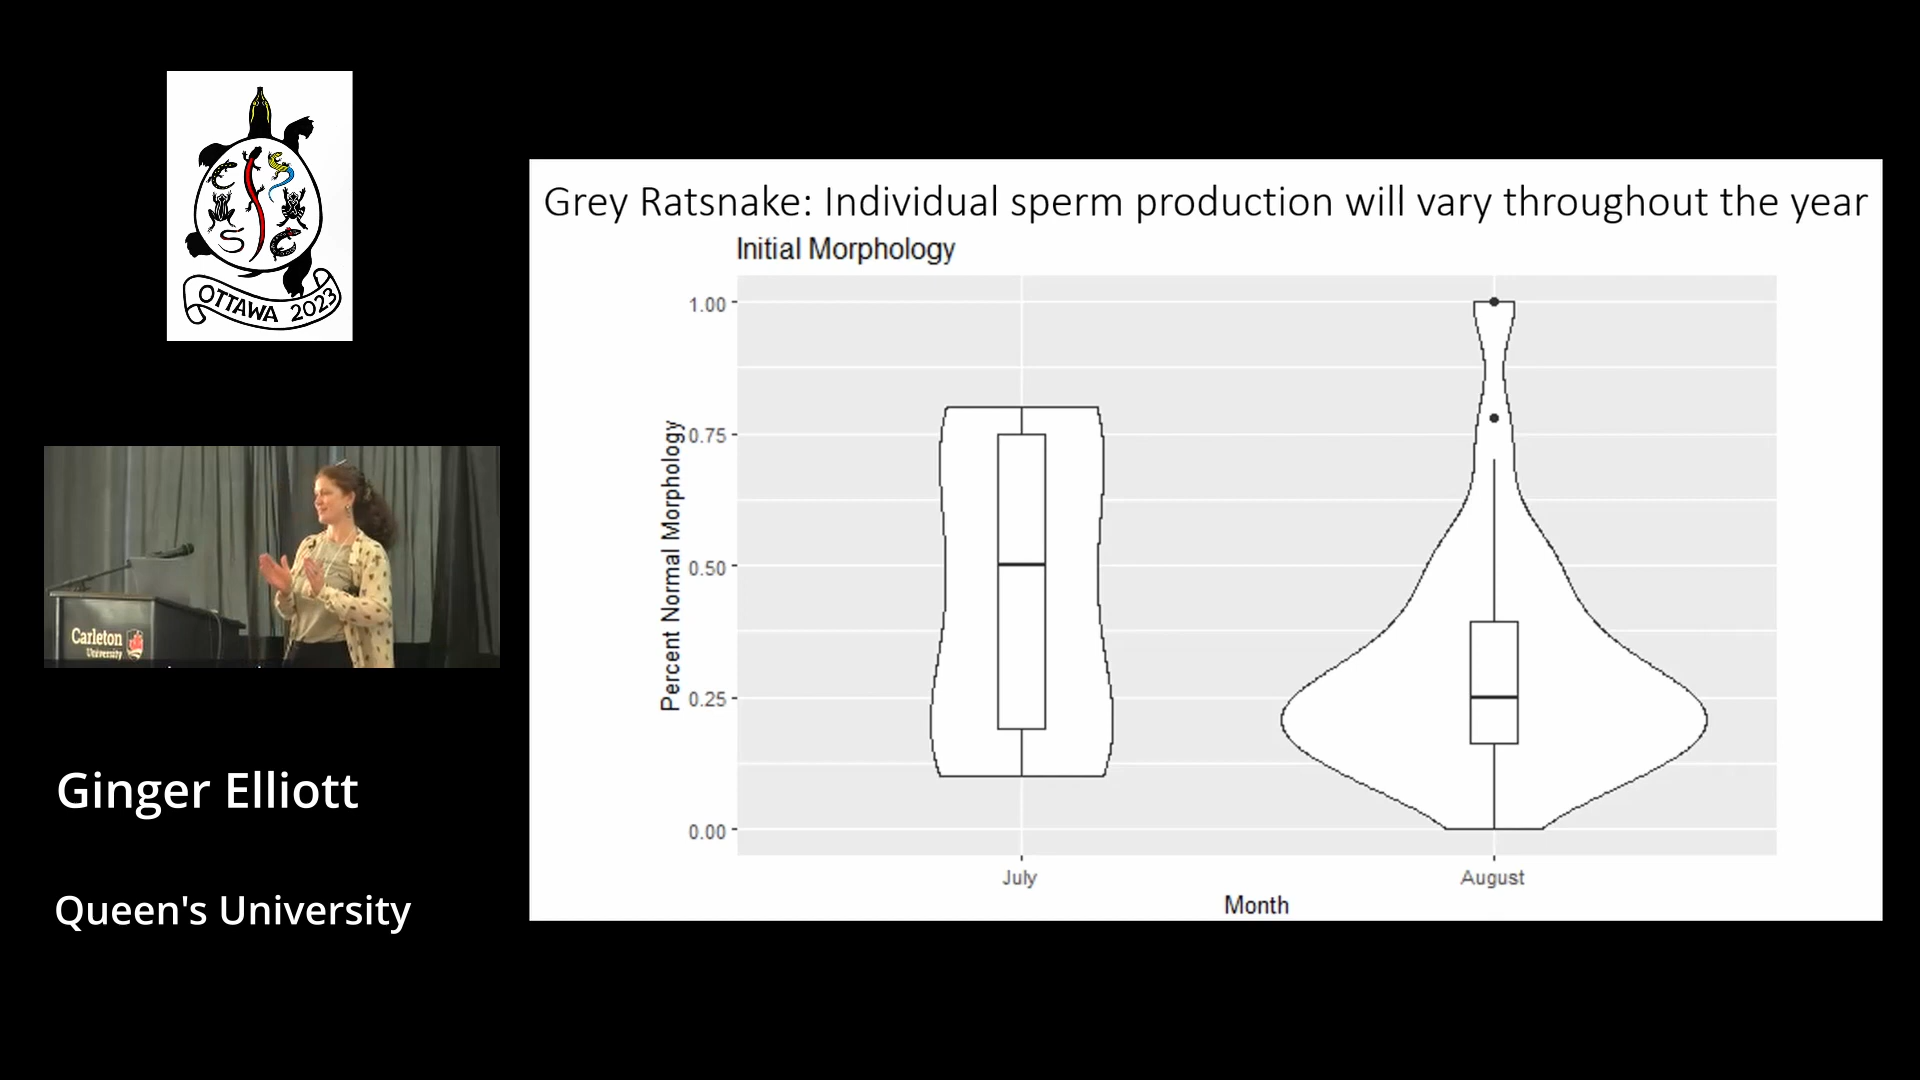 OTTAWA 2023
Carleton
University
Ginger Elliott
Queen's University
Grey Ratsnake: Individual sperm production will vary throughout the year
Initial Morphology
Percent Normal Morphology
1.00
0.75
0.50
0.25
0.00
July
August
Month